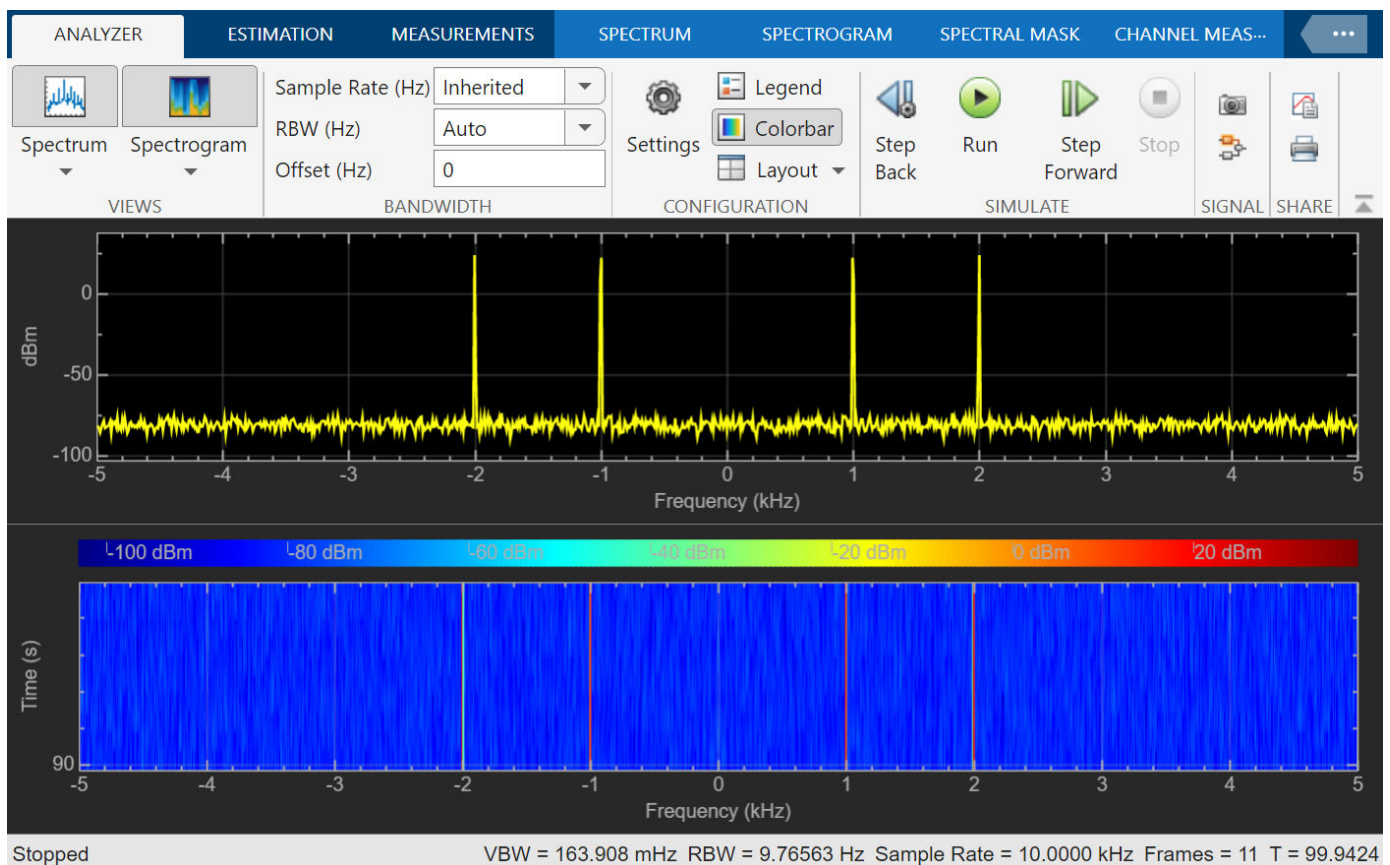 ANALYZER ESTIMATION MEASUREMENTS SPECTRUM SPECTROGRAM SPECTRAL MASK CHANNEL MEAS...
Spectrum
Spectrogram
VIEWS
Sample Rate (Hz) Inherited
RBW (Hz) Auto
Offset (Hz) 0
BANDWIDTH
Settings
Legend
Colorbar
Layout
CONFIGURATION
Step Back
Run
Step Forward
Stop
SIMULATE
SIGNAL
SHARE
dBm
0
-50
-100
-5 -4 -3 -2 -1 0 1 2 3 4 5
Frequency (kHz)
-100 dBm -80 dBm -60 dBm -40 dBm -20 dBm 0 dBm 20 dBm
Time (s)
90
-5 -4 -3 -2 -1 0 1 2 3 4 5
Frequency (kHz)
Stopped VBW = 163.908 mHz RBW = 9.76563 Hz Sample Rate = 10.0000 kHz Frames = 11 T = 99.9424